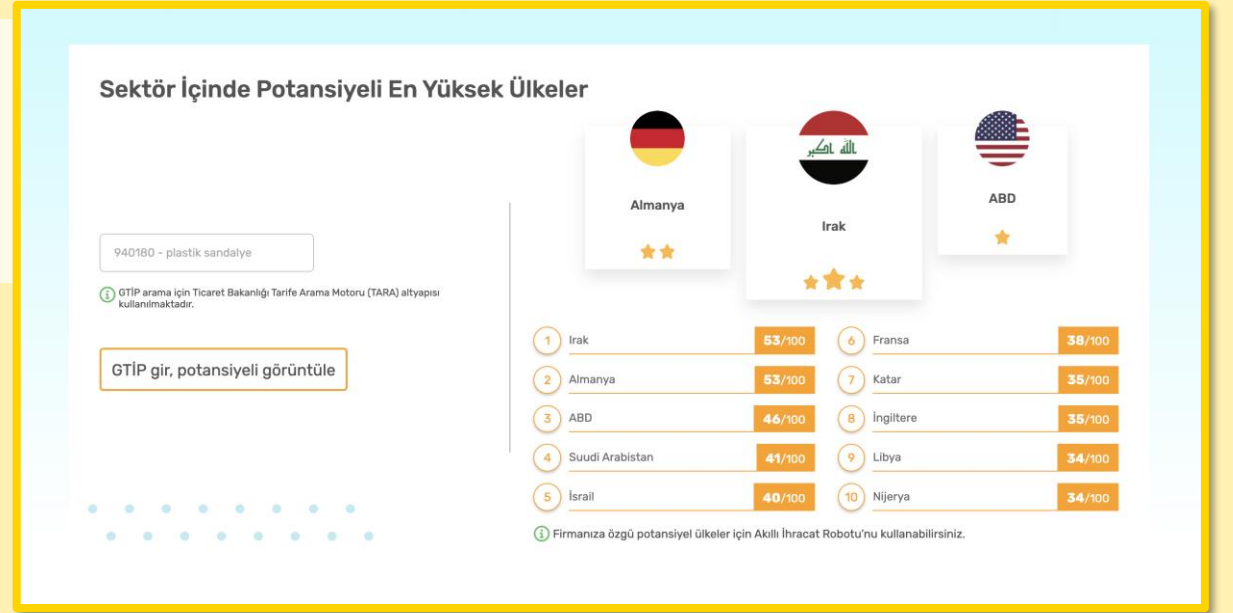 Sektör İçinde Potansiyeli En Yüksek Ülkeler
940180 - plastik sandalye
GTİP arama için Ticaret Bakanlığı Tarife Arama Motoru (TARA) altyapısı
kullanılmaktadır.
GTİP gir, potansiyeli görüntüle
Almanya
الله اكبر
Irak
ABD
1 Irak 53/100
2 Almanya 53/100
3 ABD 46/100
4 Suudi Arabistan 41/100
5 İsrail 40/100
6 Fransa 38/100
7 Katar 35/100
8 İngiltere 35/100
9 Libya 34/100
10 Nijerya 34/100
Firmanıza özgü potansiyel ülkeler için Akıllı İhracat Robotu'nu kullanabilirsiniz.